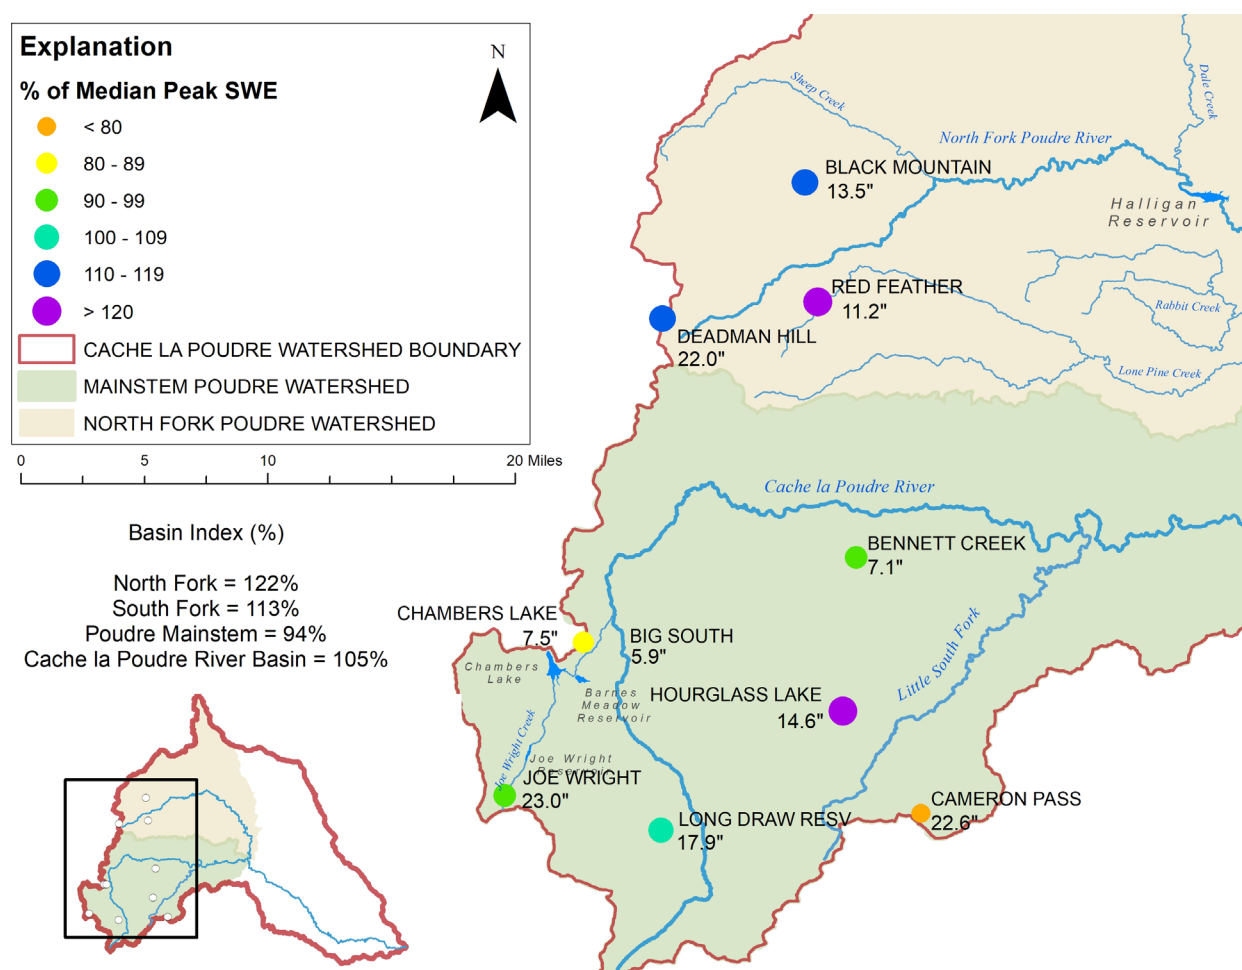 Explanation
N
% of Median Peak SWE
< 80
80 - 89
90 - 99
100 - 109
110 - 119
> 120
CACHE LA POUDRE WATERSHED BOUNDARY
MAINSTEM POUDRE WATERSHED
NORTH FORK POUDRE WATERSHED
0 5 10 20 Miles
Basin Index (%)
North Fork = 122%
South Fork = 113%
Poudre Mainstem = 94%
Cache la Poudre River Basin = 105%
Sheep Creek
Dale Creek
North Fork Poudre River
BLACK MOUNTAIN
13.5"
Halligan
Reservoir
RED FEATHER
11.2"
Rabbit Creek
DEADMAN HILL
22.0"
Lone Pine Creek
Cache la Poudre River
BENNETT CREEK
7.1"
CHAMBERS LAKE
7.5"
BIG SOUTH
5.9"
Chambers
Lake
Barnes
Meadow
Reservoir
Little South Fork
HOURGLASS LAKE
14.6"
Joe Wright Creek
Joe Wright
Reservoir
JOE WRIGHT
23.0"
LONG DRAW RESV
17.9"
CAMERON PASS
22.6"